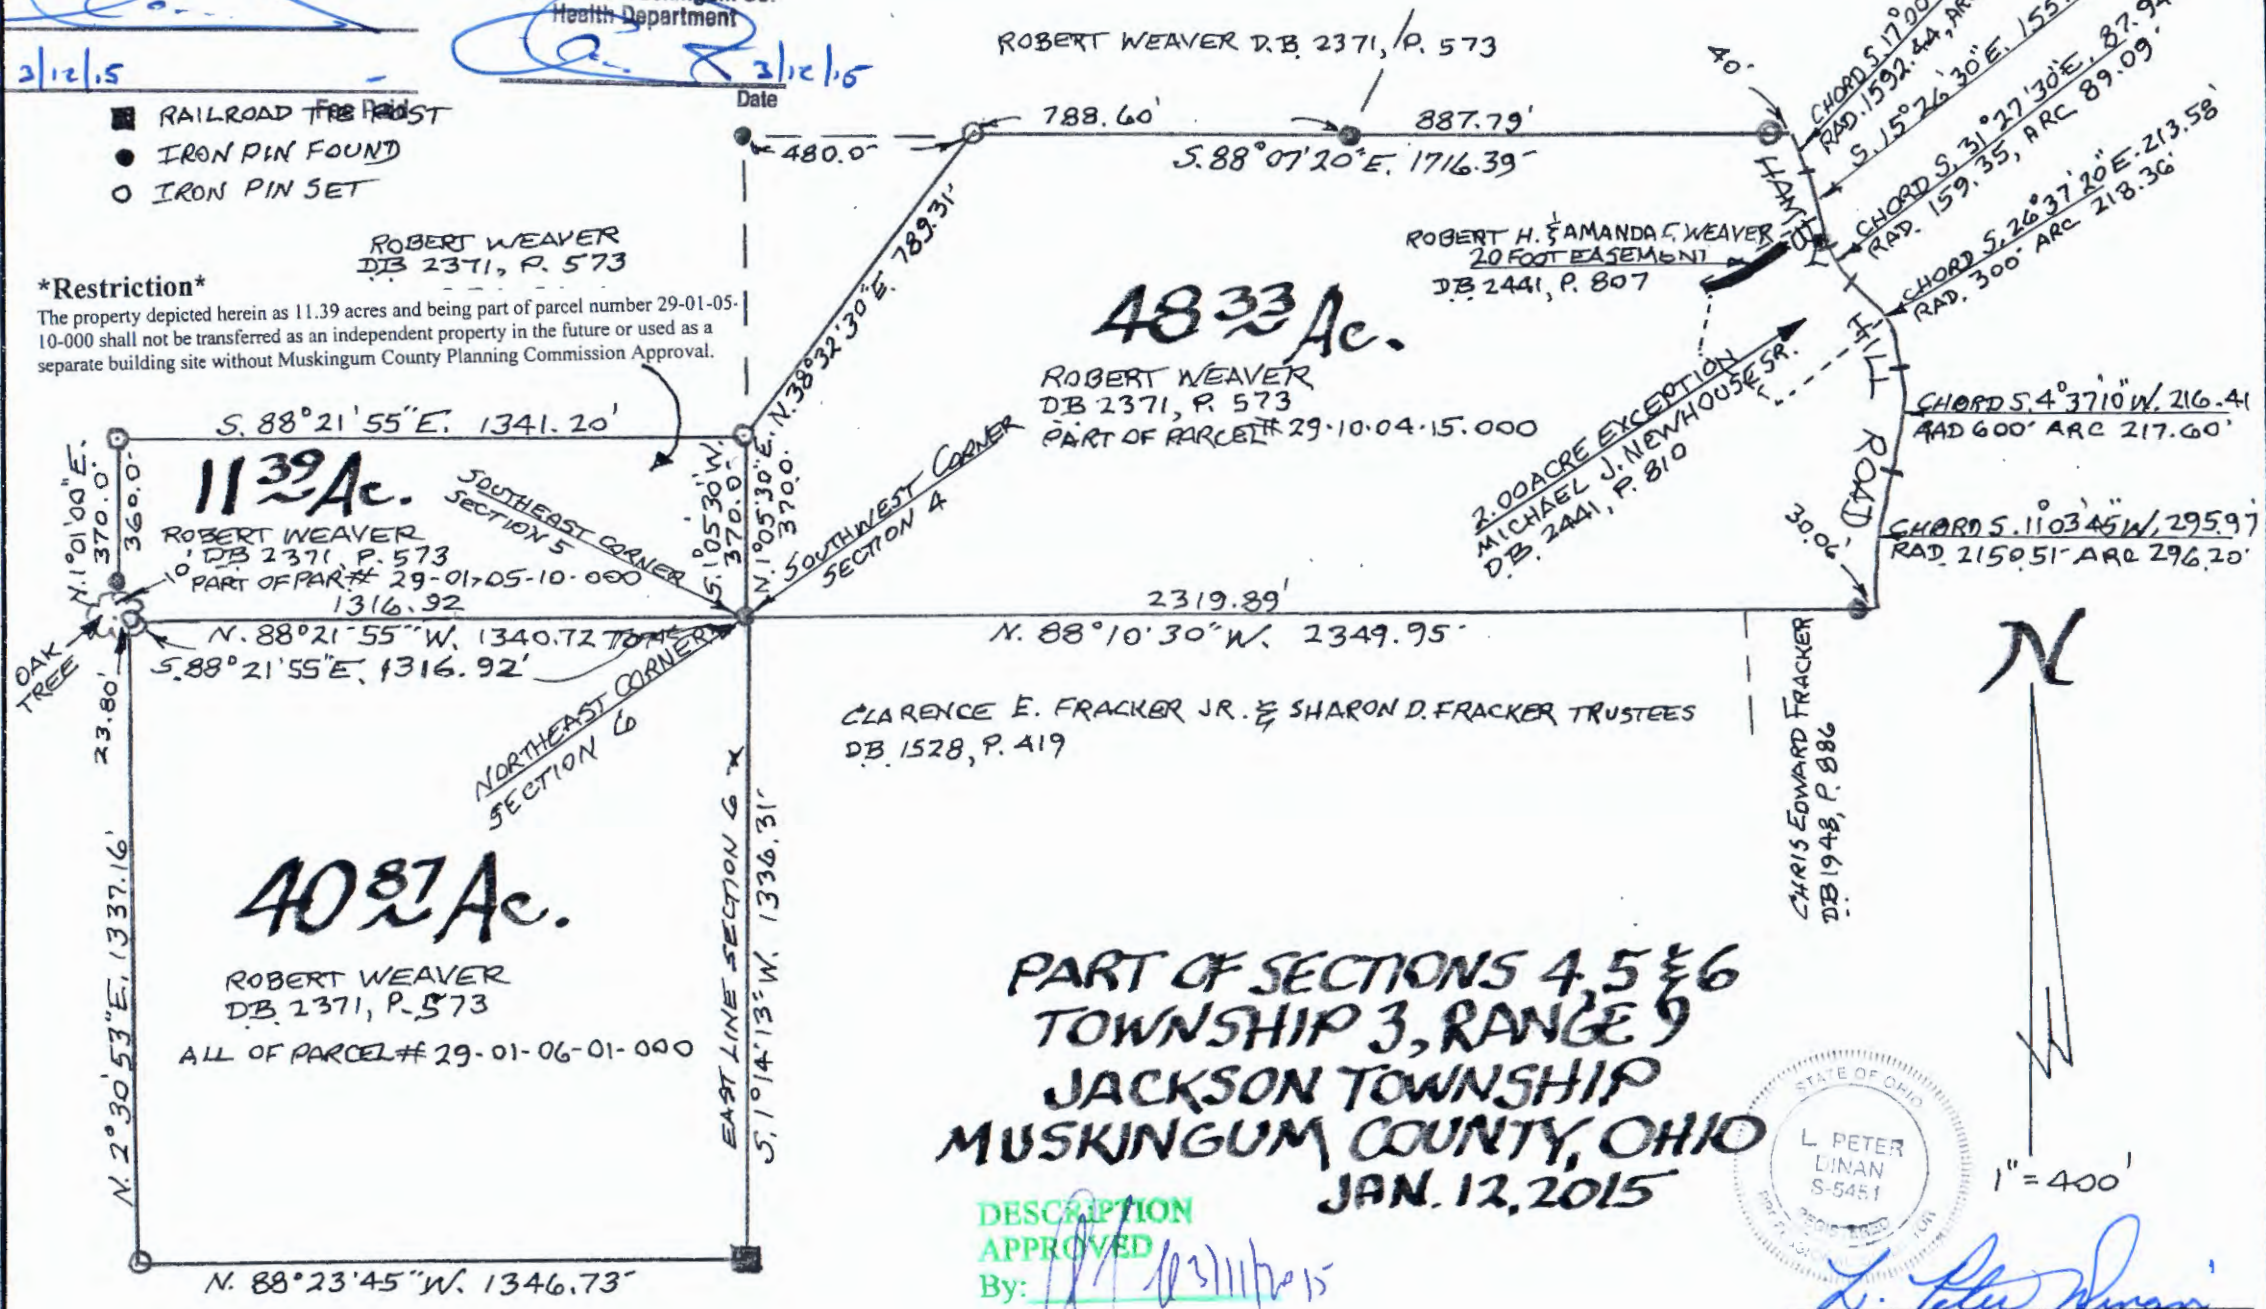 Health Department
3/12/15
3/12/15
Date
Fee Paid
RAILROAD TIE POST
IRON PIN FOUND
IRON PIN SET
ROBERT WEAVER D.B. 2371, P. 573
40'
480.0'
788.60'
887.79'
S. 88°07'20"E. 1716.39'
CHORD S. 17°00'
RAD. 1592.44, ARC
S. 15°26'30"E. 155.
CHORD S. 31°27'30"E. 87.94
RAD. 159.35, ARC 89.09'
CHORD S. 26°37'20"E-213.58'
RAD. 300' ARC 218.36'
CHORD S. 4°37'10"W. 216.41
RAD 600' ARC 217.60'
CHORD S. 11°03'45"W, 295.97
RAD. 2150.51' ARC 296.20'
HILL ROAD
30.06'
ROBERT WEAVER
DB 2371, P. 573
*Restriction*
The property depicted herein as 11.39 acres and being part of parcel number 29-01-05-
10-000 shall not be transferred as an independent property in the future or used as a
separate building site without Muskingum County Planning Commission Approval.
N. 38°32'30"E. 789.31'
ROBERT H. & AMANDA C. WEAVER
20 FOOT EASEMENT
DB 2441, P. 807
48 33 Ac.
ROBERT WEAVER
DB 2371, P. 573
PART OF PARCEL# 29-10-04-15.000
2.00 ACRE EXCEPTION
MICHAEL J. NEWHOUSE SR.
D.B. 2441, P. 810
S. 88°21'55"E. 1341.20'
N. 1°01'00"E.
370.0'
360.0'
11 39 Ac.
ROBERT WEAVER
DB 2371, P. 573
10'
PART OF PAR# 29-01-05-10-000
SOUTHEAST CORNER
SECTION 5
S. 1°05'30"W.
370.0'
N. 1°05'30"E.
370.0'
SOUTHWEST CORNER
SECTION 4
1316.92
N. 88°21'55"W. 1340.72 TOTAL
S. 88°21'55"E. 1316.92'
OAK
TREE
23.80'
NORTHEAST CORNER
SECTION 6
2319.89'
N. 88°10'30"W. 2349.95'
CLARENCE E. FRACKER JR. & SHARON D. FRACKER TRUSTEES
DB 1528, P. 419
CHRIS EDWARD FRACKER
DB 1943, P. 886
N
1" = 400'
40 87 Ac.
ROBERT WEAVER
DB 2371, P. 573
ALL OF PARCEL# 29-01-06-01-000
N. 2°30'53"E. 1337.16'
EAST LINE SECTION 6
S. 1°14'13"W. 1336.31'
N. 88°23'45"W. 1346.73'
PART OF SECTIONS 4,5 & 6
TOWNSHIP 3, RANGE 9
JACKSON TOWNSHIP
MUSKINGUM COUNTY, OHIO
JAN. 12, 2015
DESCRIPTION
APPROVED
By:
STATE OF OHIO
L. PETER
DINAN
S-5451
REGISTERED
L. Peter Dinan